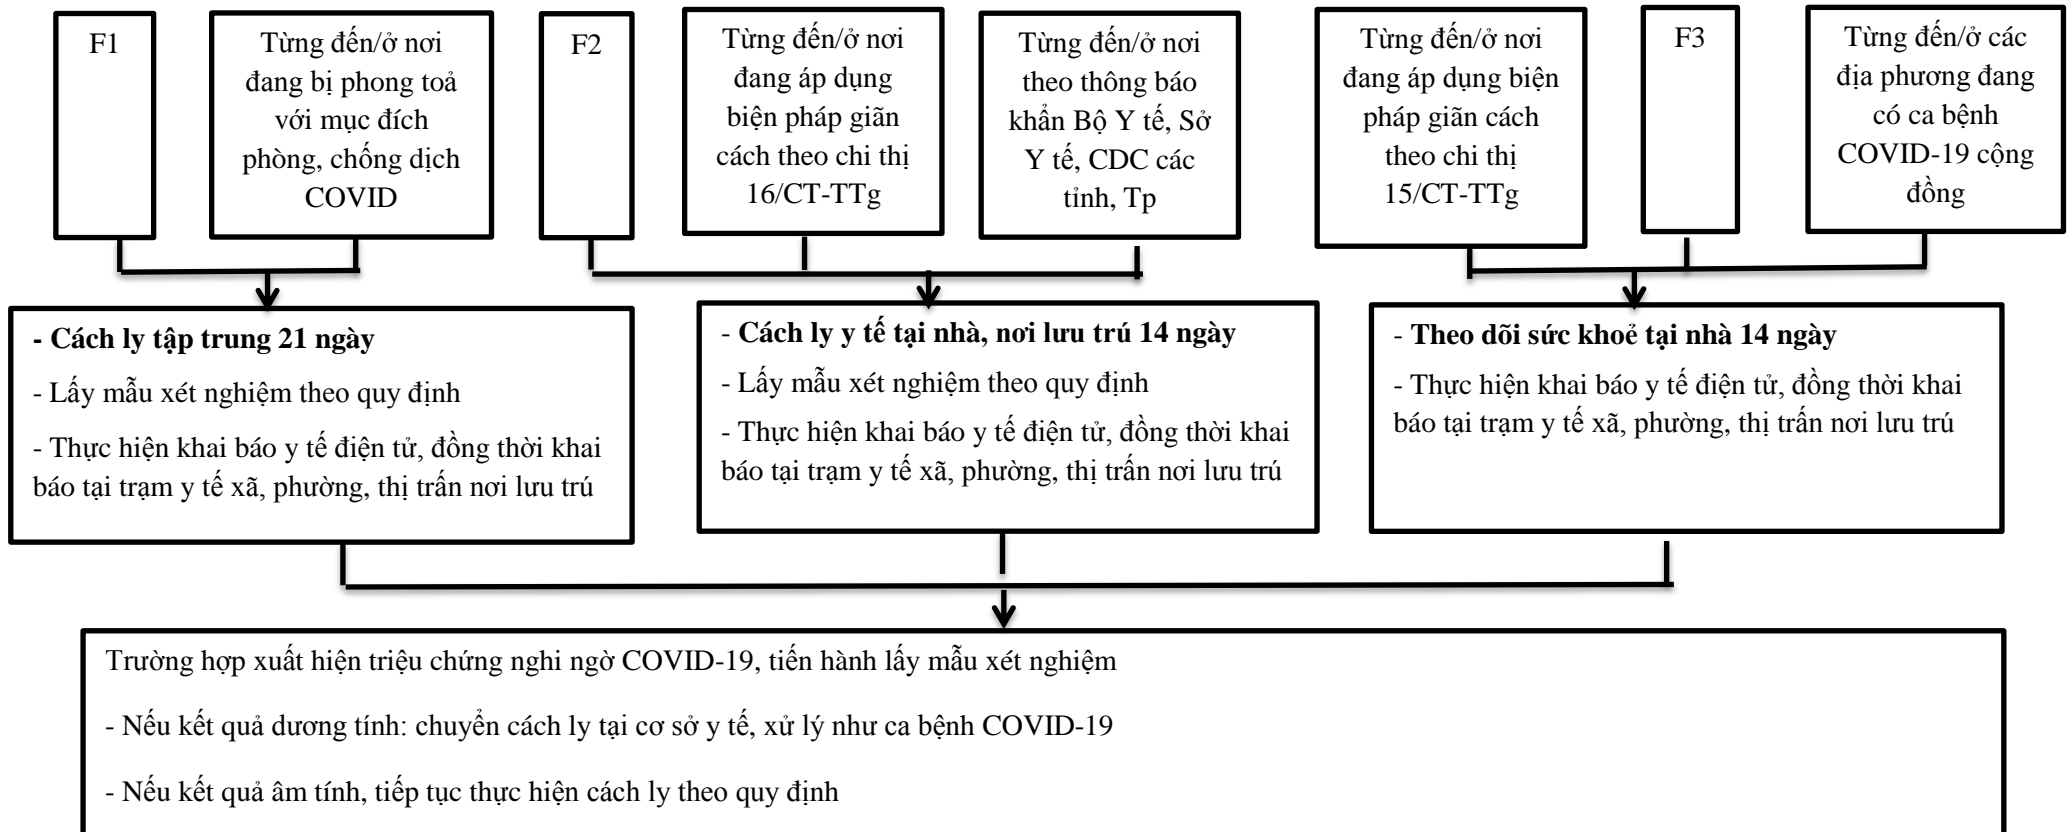 F1
Từng đến/ở nơi
đang bị phong toả
với mục đích
phòng, chống dịch
COVID
F2
Từng đến/ở nơi
đang áp dụng
biện pháp giãn
cách theo chi thị
16/CT-TTg
Từng đến/ở nơi
theo thông báo
khẩn Bộ Y tế, Sở
Y tế, CDC các
tỉnh, Tp
Từng đến/ở nơi
đang áp dụng biện
pháp giãn cách
theo chi thị
15/CT-TTg
F3
Từng đến/ở các
địa phương đang
có ca bệnh
COVID-19 cộng
đồng
- Cách ly tập trung 21 ngày
- Lấy mẫu xét nghiệm theo quy định
- Thực hiện khai báo y tế điện tử, đồng thời khai
báo tại trạm y tế xã, phường, thị trấn nơi lưu trú
- Cách ly y tế tại nhà, nơi lưu trú 14 ngày
- Lấy mẫu xét nghiệm theo quy định
- Thực hiện khai báo y tế điện tử, đồng thời khai
báo tại trạm y tế xã, phường, thị trấn nơi lưu trú
- Theo dõi sức khoẻ tại nhà 14 ngày
- Thực hiện khai báo y tế điện tử, đồng thời khai
báo tại trạm y tế xã, phường, thị trấn nơi lưu trú
Trường hợp xuất hiện triệu chứng nghi ngờ COVID-19, tiến hành lấy mẫu xét nghiệm
- Nếu kết quả dương tính: chuyển cách ly tại cơ sở y tế, xử lý như ca bệnh COVID-19
- Nếu kết quả âm tính, tiếp tục thực hiện cách ly theo quy định